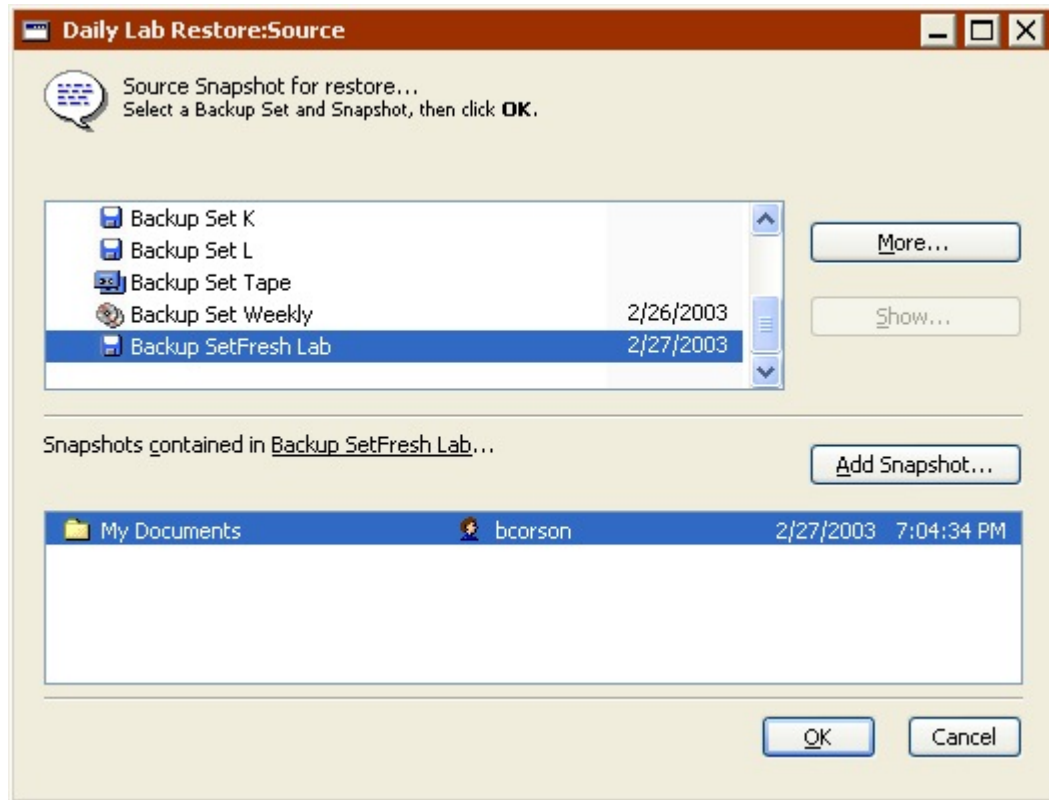 Daily Lab Restore:Source
Source Snapshot for restore...
Select a Backup Set and Snapshot, then click OK.
Backup Set K
Backup Set L
More...
Backup Set Tape
Backup Set Weekly 2/26/2003
Show...
Backup SetFresh Lab 2/27/2003
Snapshots contained in Backup SetFresh Lab...
Add Snapshot...
My Documents bcorson 2/27/2003 7:04:34 PM
OK Cancel